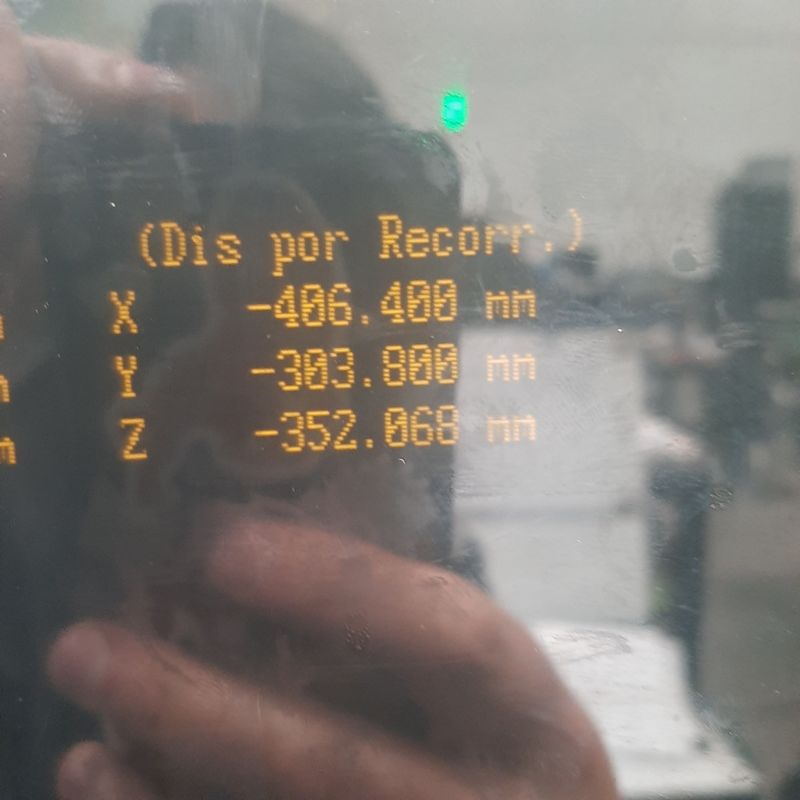 (Dis por Recorr.)
X -406.400 mm
Y -303.800 mm
Z -352.068 mm